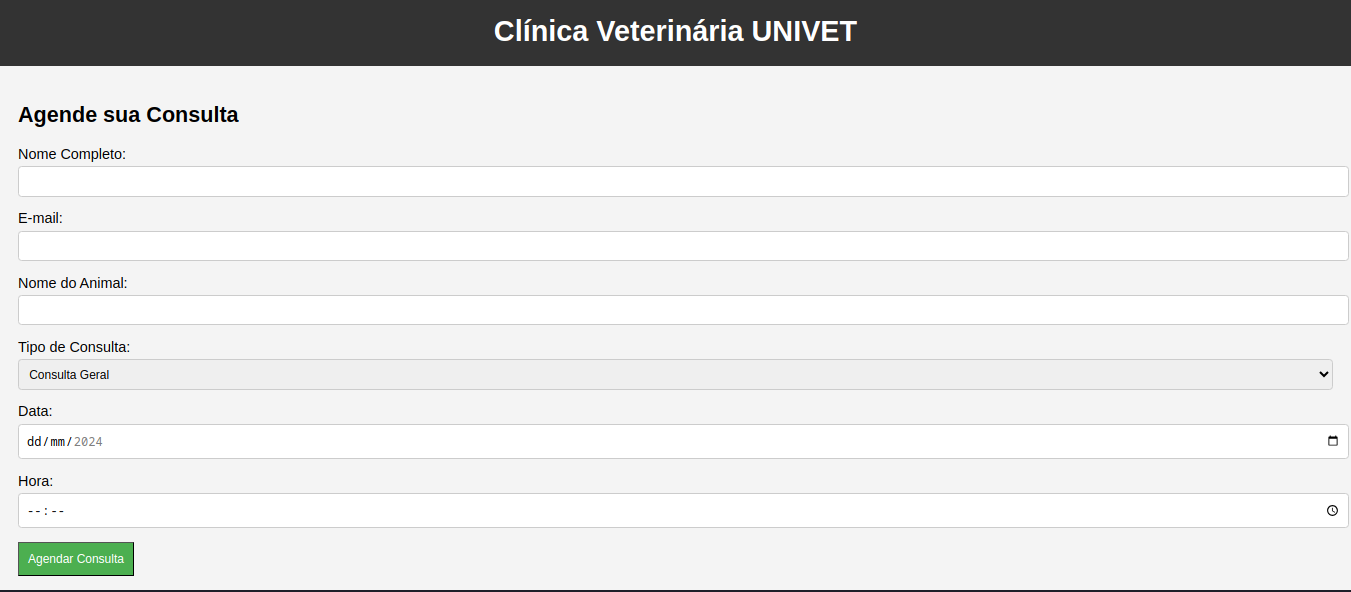 Clínica Veterinária UNIVET
Agende sua Consulta
Nome Completo:
E-mail:
Nome do Animal:
Tipo de Consulta:
Consulta Geral
Data:
dd/mm/2024
Hora:
--:--
Agendar Consulta